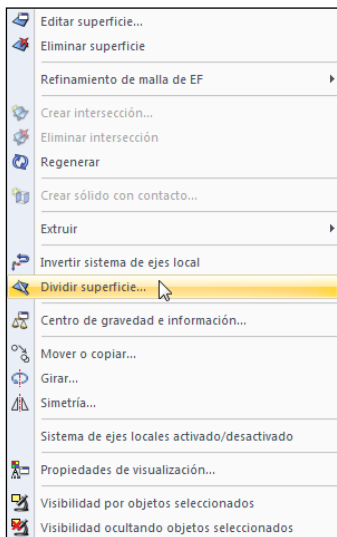 Editar superficie...
Eliminar superficie
Refinamiento de malla de EF
Crear intersección...
Eliminar intersección
Regenerar
Crear sólido con contacto...
Extruir
Invertir sistema de ejes local
Dividir superficie...
Centro de gravedad e información...
Mover o copiar...
Girar...
Simetría...
Sistema de ejes locales activado/desactivado
Propiedades de visualización...
Visibilidad por objetos seleccionados
Visibilidad ocultando objetos seleccionados